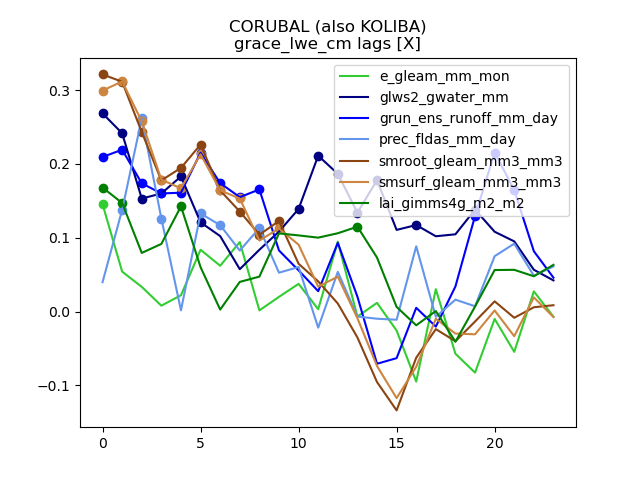 CORUBAL (also KOLIBA)
grace_lwe_cm lags [X]
e_gleam_mm_mon
glws2_gwater_mm
grun_ens_runoff_mm_day
prec_fldas_mm_day
smroot_gleam_mm3_mm3
smsurf_gleam_mm3_mm3
lai_gimms4g_m2_m2
0.3
0.2
0.1
0.0
−0.1
0
5
10
15
20